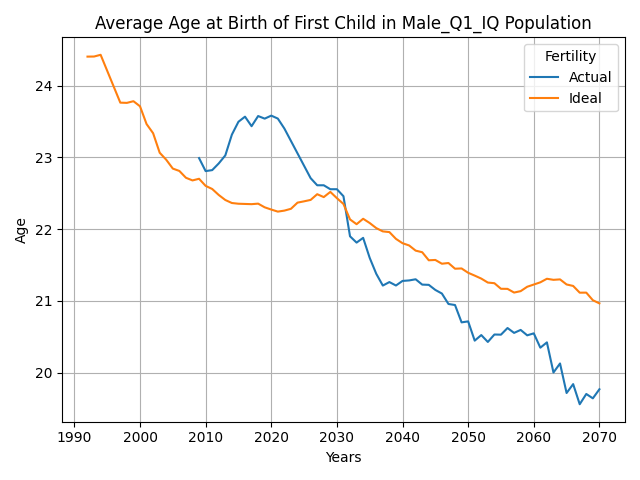 Average Age at Birth of First Child in Male_Q1_IQ Population
Fertility
Actual
Ideal
Age
24
23
22
21
20
1990
2000
2010
2020
2030
2040
2050
2060
2070
Years